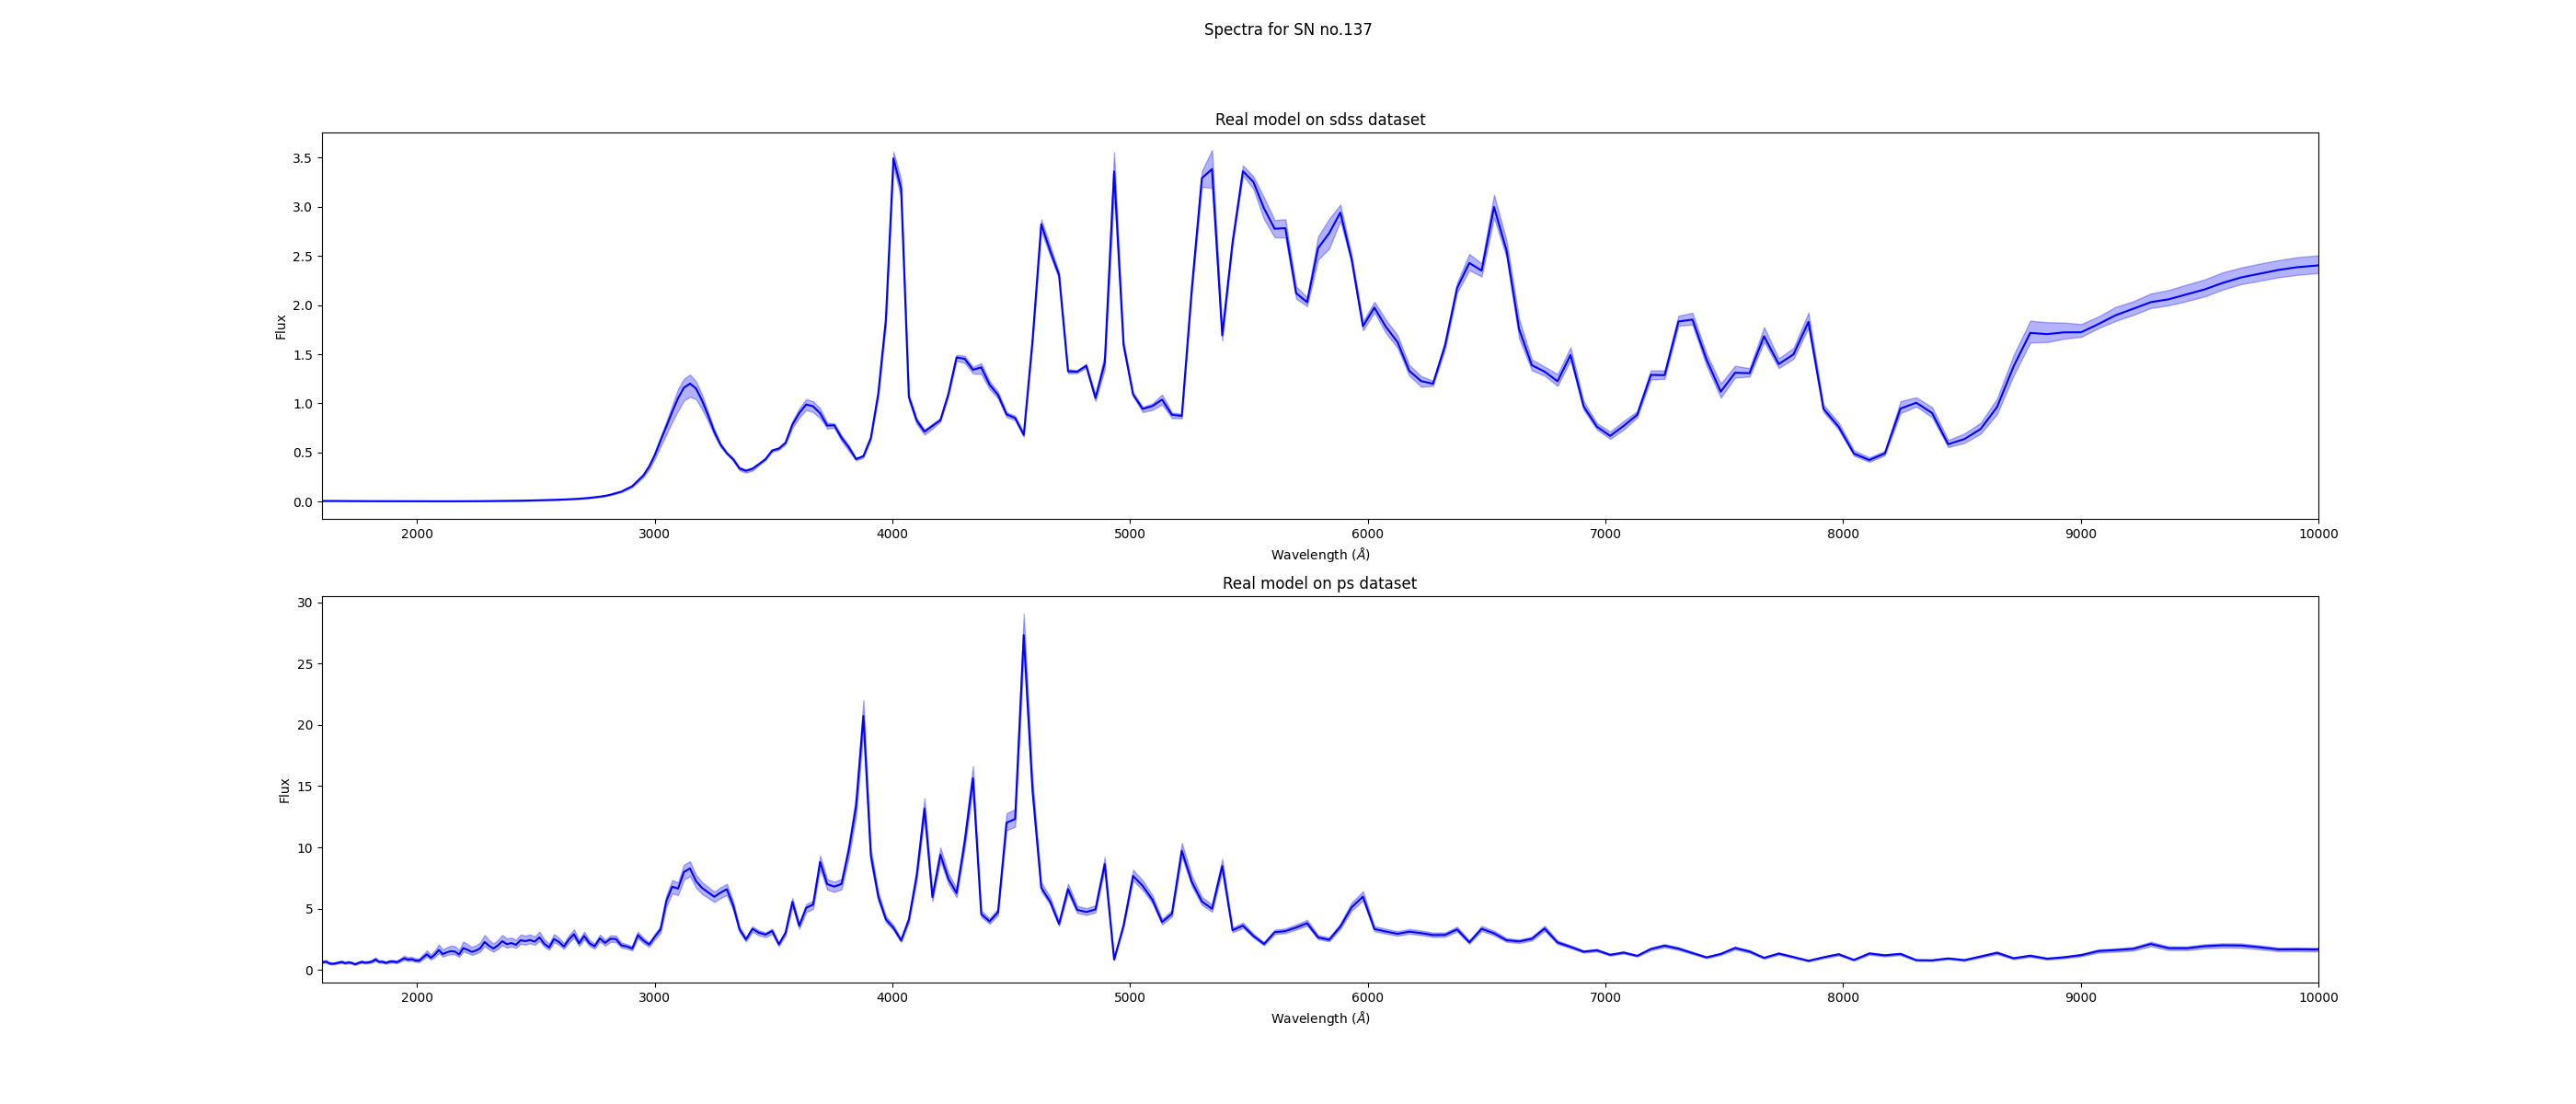 Spectra for SN no.137
Real model on sdss dataset
3.5
3.0
2.5
2.0
1.5
1.0
0.5
0.0
Flux
2000 3000 4000 5000 6000 7000 8000 9000 10000
Wavelength (Å)
Real model on ps dataset
30
25
20
15
10
5
0
Flux
2000 3000 4000 5000 6000 7000 8000 9000 10000
Wavelength (Å)